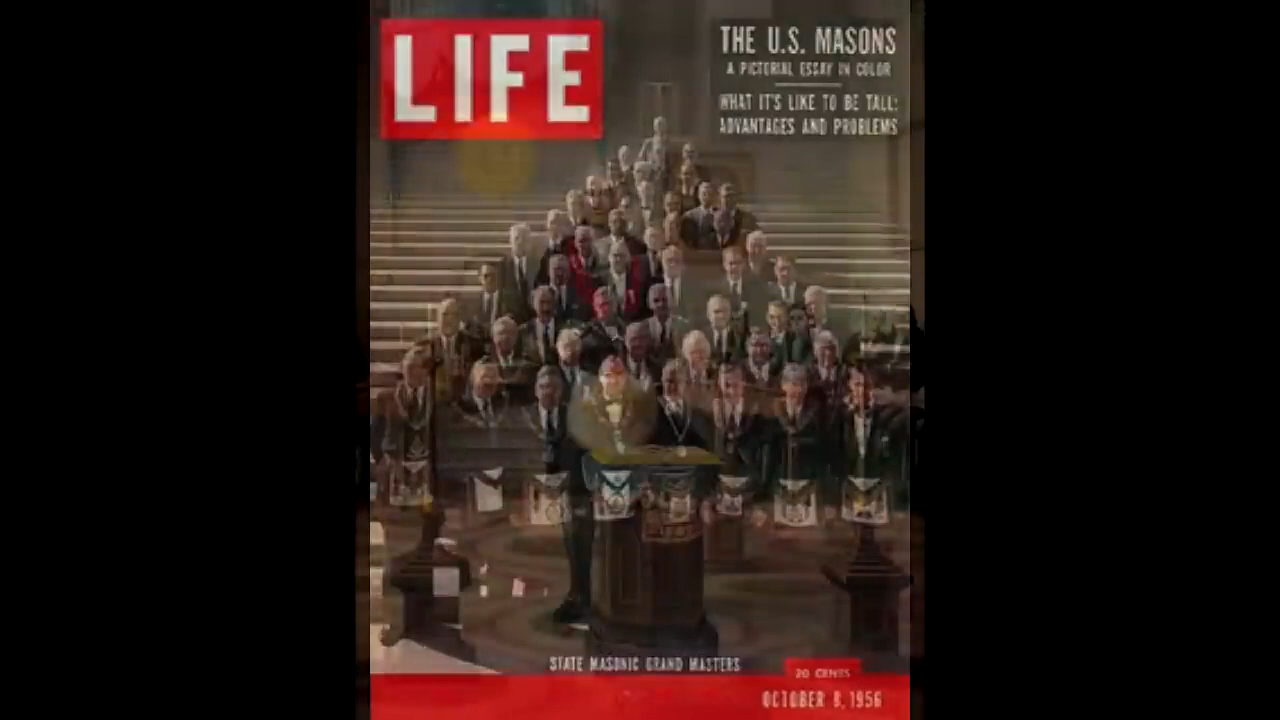 LIFE
THE U.S. MASONS
A PICTORIAL ESSAY IN COLOR
WHAT IT'S LIKE TO BE TALL:
ADVANTAGES AND PROBLEMS
STATE MASONIC GRAND MASTERS
20 CENTS
OCTOBER 8, 1956